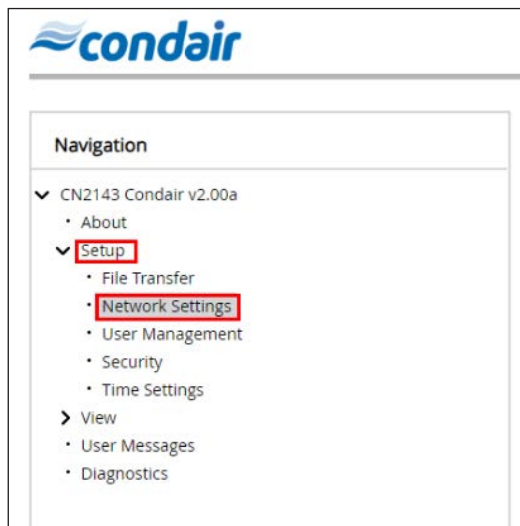 condair
Navigation
CN2143 Condair v2.00a
About
Setup
File Transfer
Network Settings
User Management
Security
Time Settings
View
User Messages
Diagnostics